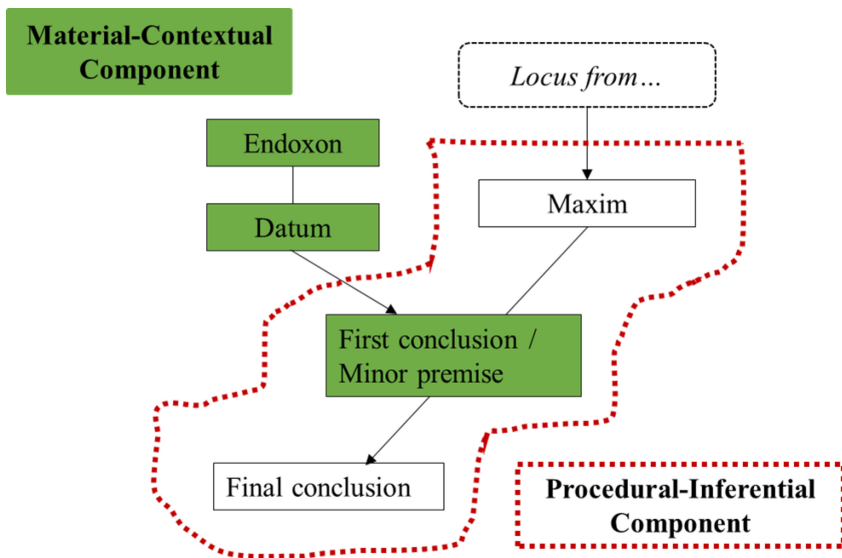 Material-Contextual
Component
Locus from…
Endoxon
Maxim
Datum
First conclusion /
Minor premise
Final conclusion
Procedural-Inferential
Component